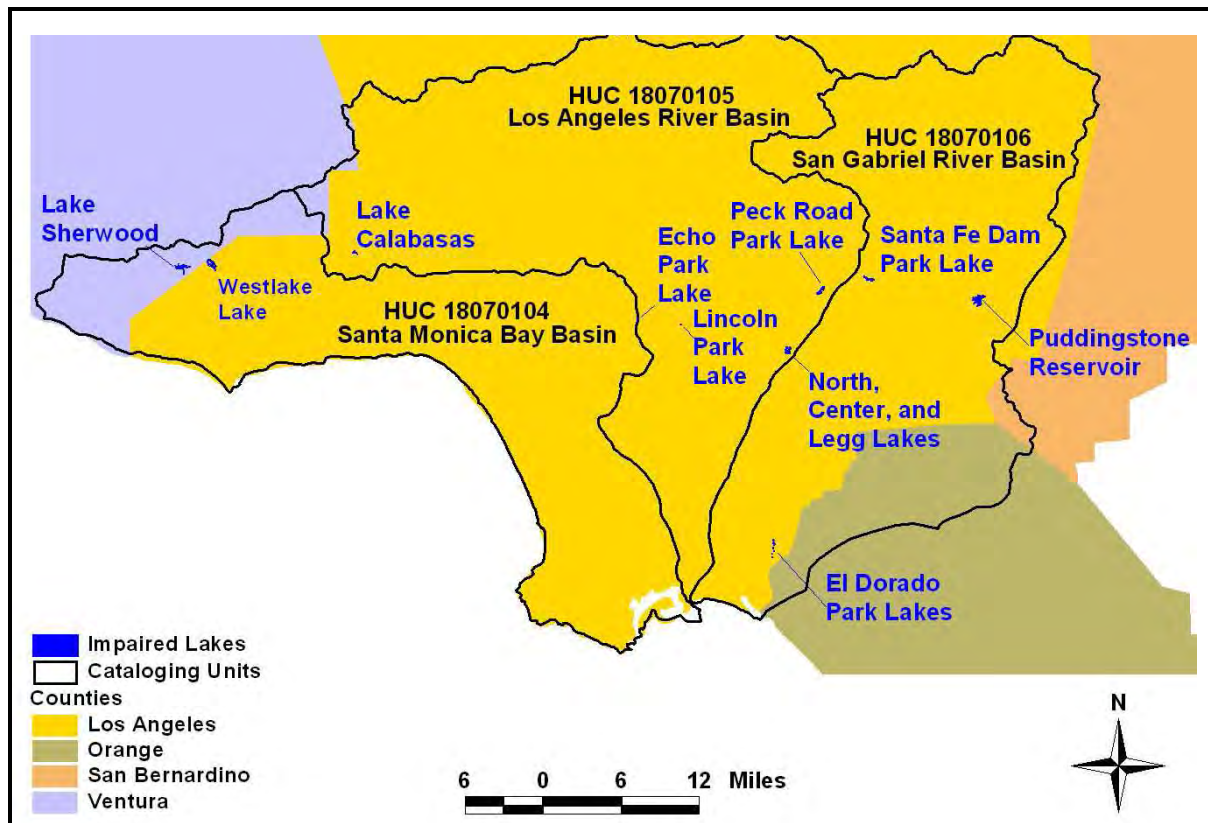 HUC 18070105
Los Angeles River Basin
HUC 18070106
San Gabriel River Basin
Lake
Sherwood
Lake
Calabasas
Westlake
Lake
HUC 18070104
Santa Monica Bay Basin
Echo
Park
Lake
Lincoln
Park
Lake
Peck Road
Park Lake
Santa Fe Dam
Park Lake
Puddingstone
Reservoir
North,
Center, and
Legg Lakes
El Dorado
Park Lakes
Impaired Lakes
Cataloging Units
Counties
Los Angeles
Orange
San Bernardino
Ventura
6 0 6 12 Miles
N